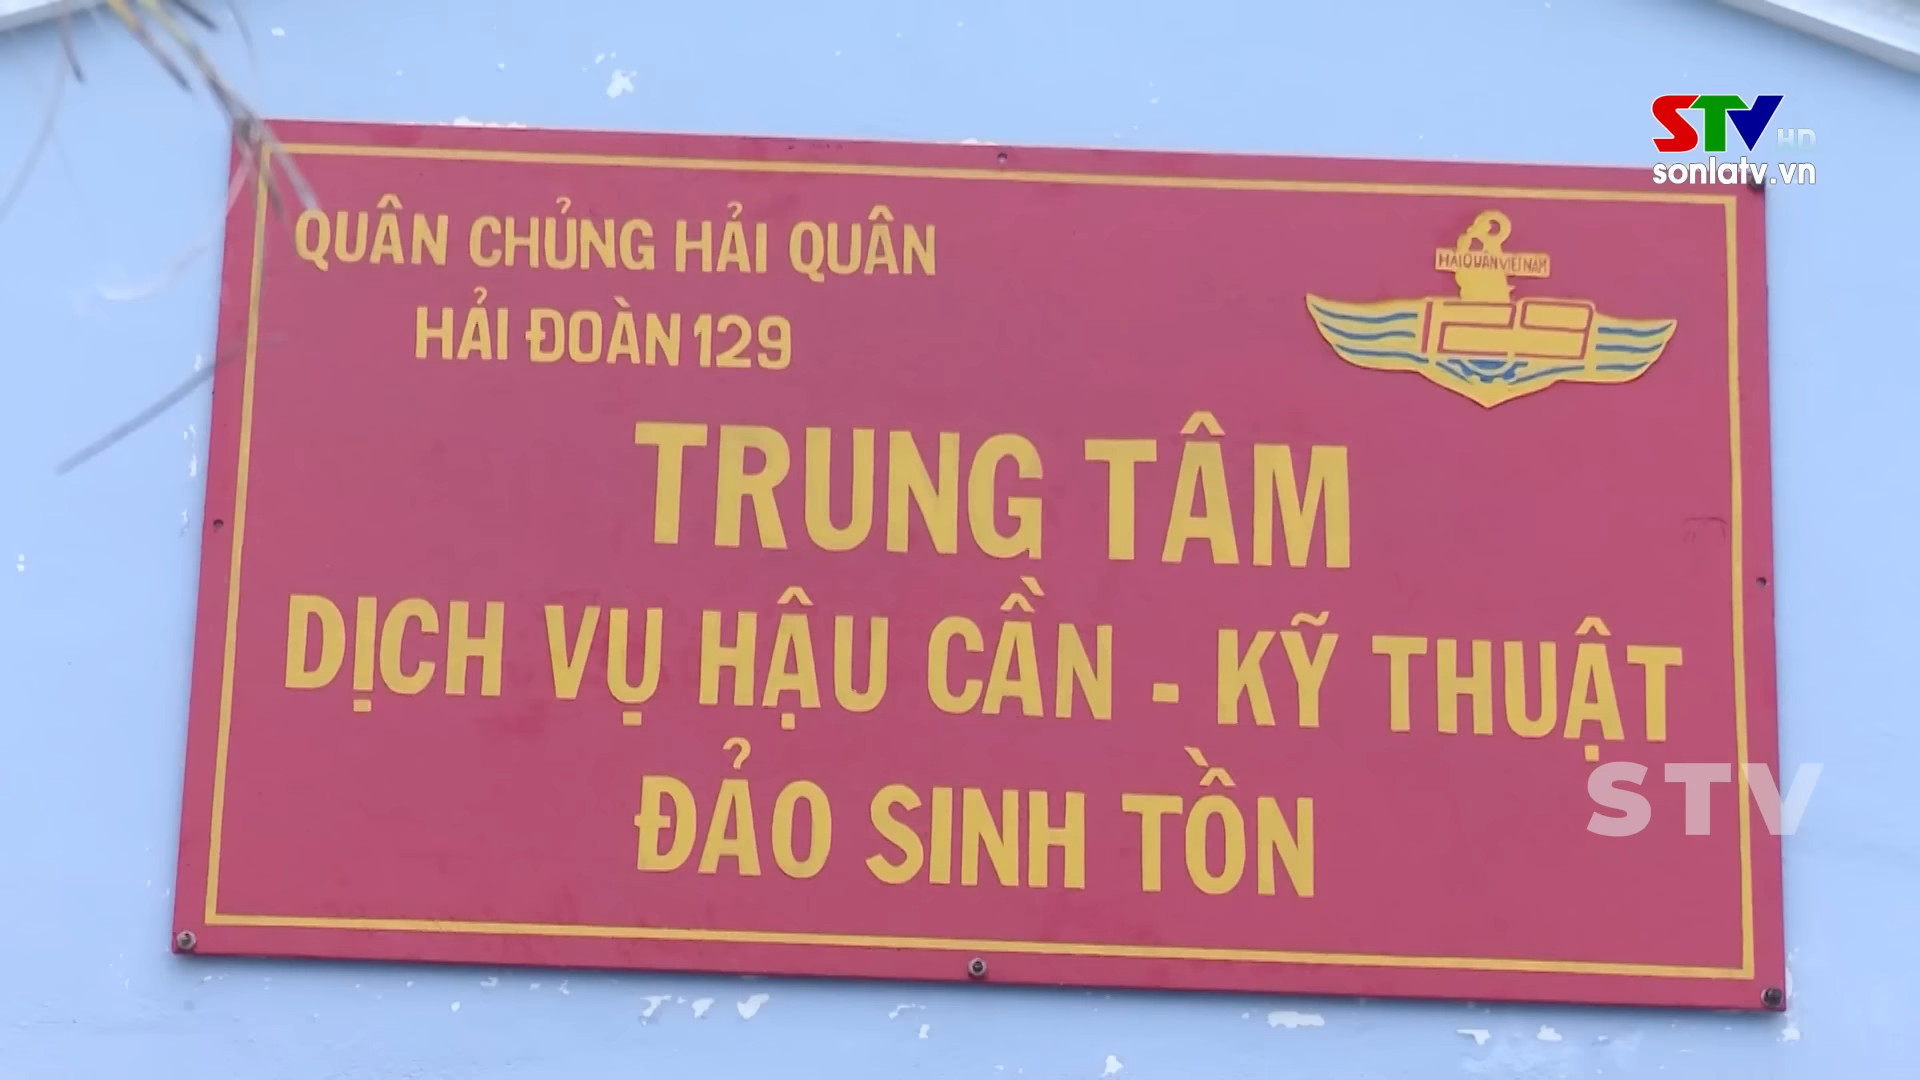 STV HD
sonlatv.vn
QUÂN CHỦNG HẢI QUÂN
HẢI QUÂN VIỆT NAM
HẢI ĐOÀN 129
TRUNG TÂM
DỊCH VỤ HẬU CẦN - KỸ THUẬT
ĐẢO SINH TỒN
STV